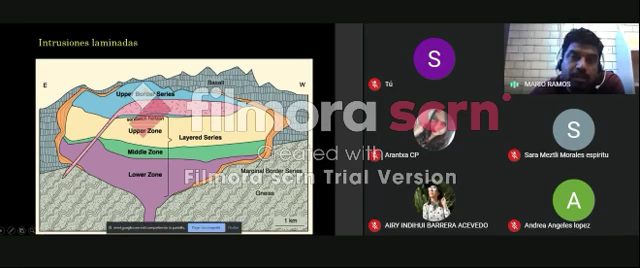 Intrusiones laminadas
E
W
Basalt
Upper Border Series
Sandwich horizon
Upper Zone
Layered Series
Middle Zone
Lower Zone
Marginal Border Series
Gneiss
1 km
filmora scrn
Created with
Filmora scrn Trial Version
S
Tú
MARIO RAMOS
Arantxa CP
S
Sara Meztli Morales espiritu
AIRY INDIHUI BARRERA ACEVEDO
A
Andrea Angeles lopez